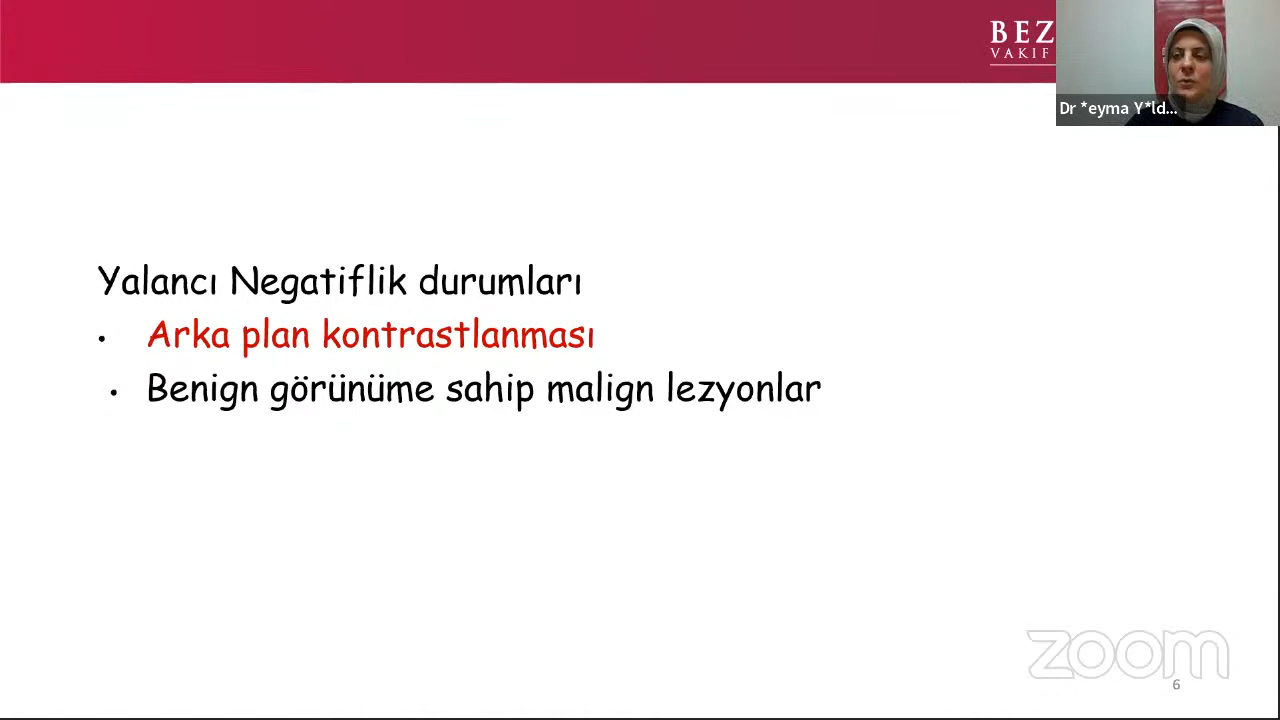 BEZ
VAKIF
Dr *eyma Y*ld...
Yalancı Negatiflik durumları
• Arka plan kontrastlanması
• Benign görünüme sahip malign lezyonlar
zoom
6